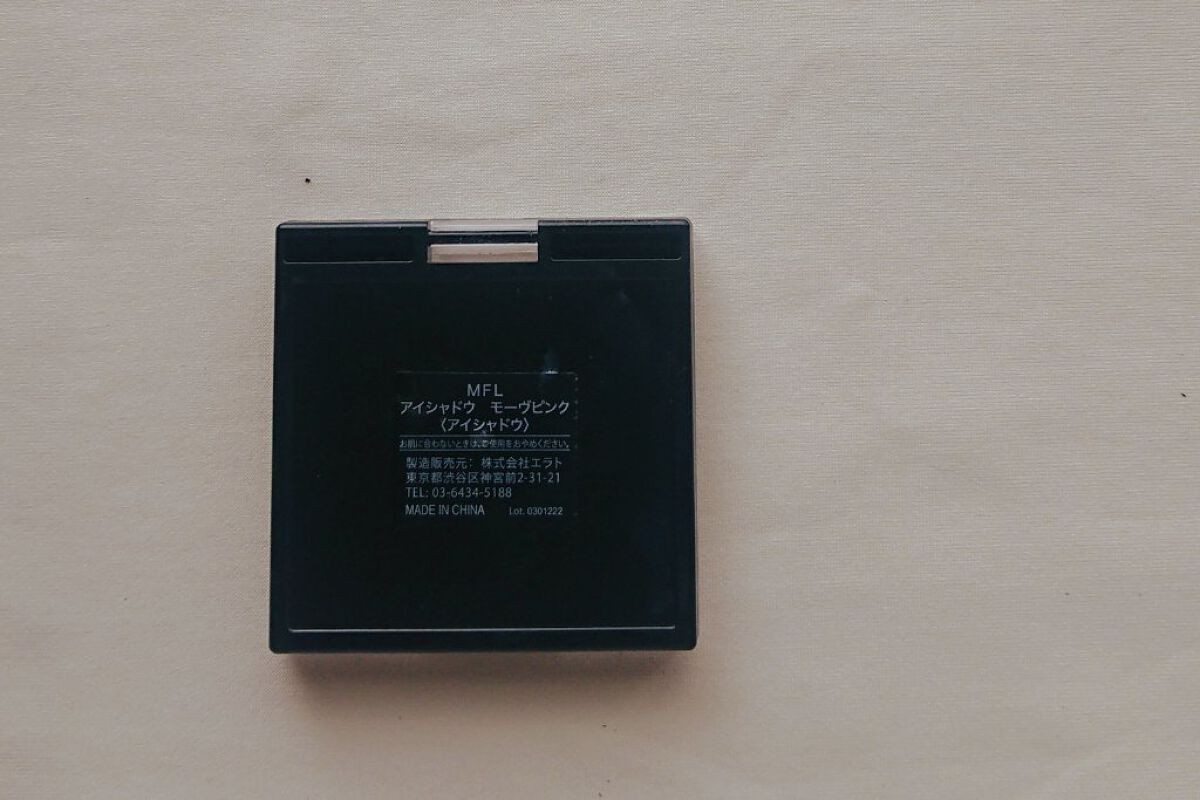 MFL
アイシャドウ　モーヴピンク
〈アイシャドウ〉
お肌に合わないときは、ご使用をおやめください。
製造販売元：株式会社エラト
東京都渋谷区神宮前2-31-21
TEL: 03-6434-5188
MADE IN CHINA　Lot. 0301222